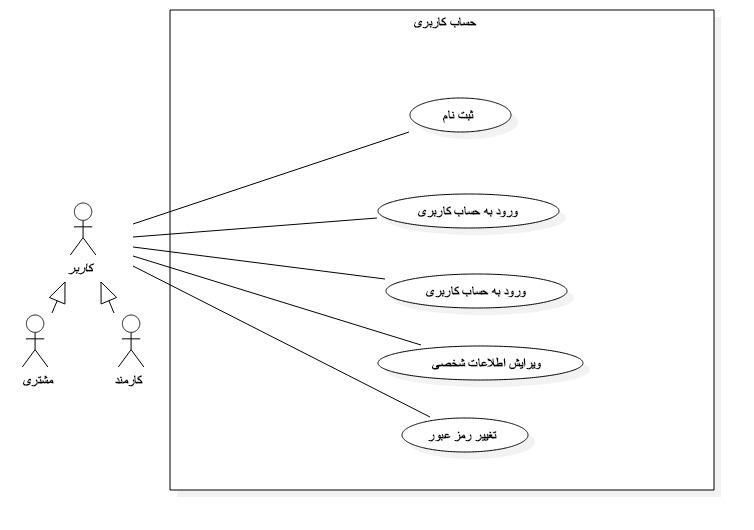 حساب کاربری
ثبت نام
ورود به حساب کاربری
ورود به حساب کاربری
ویرایش اطلاعات شخصی
تغییر رمز عبور
کاربر
مشتری
کارمند